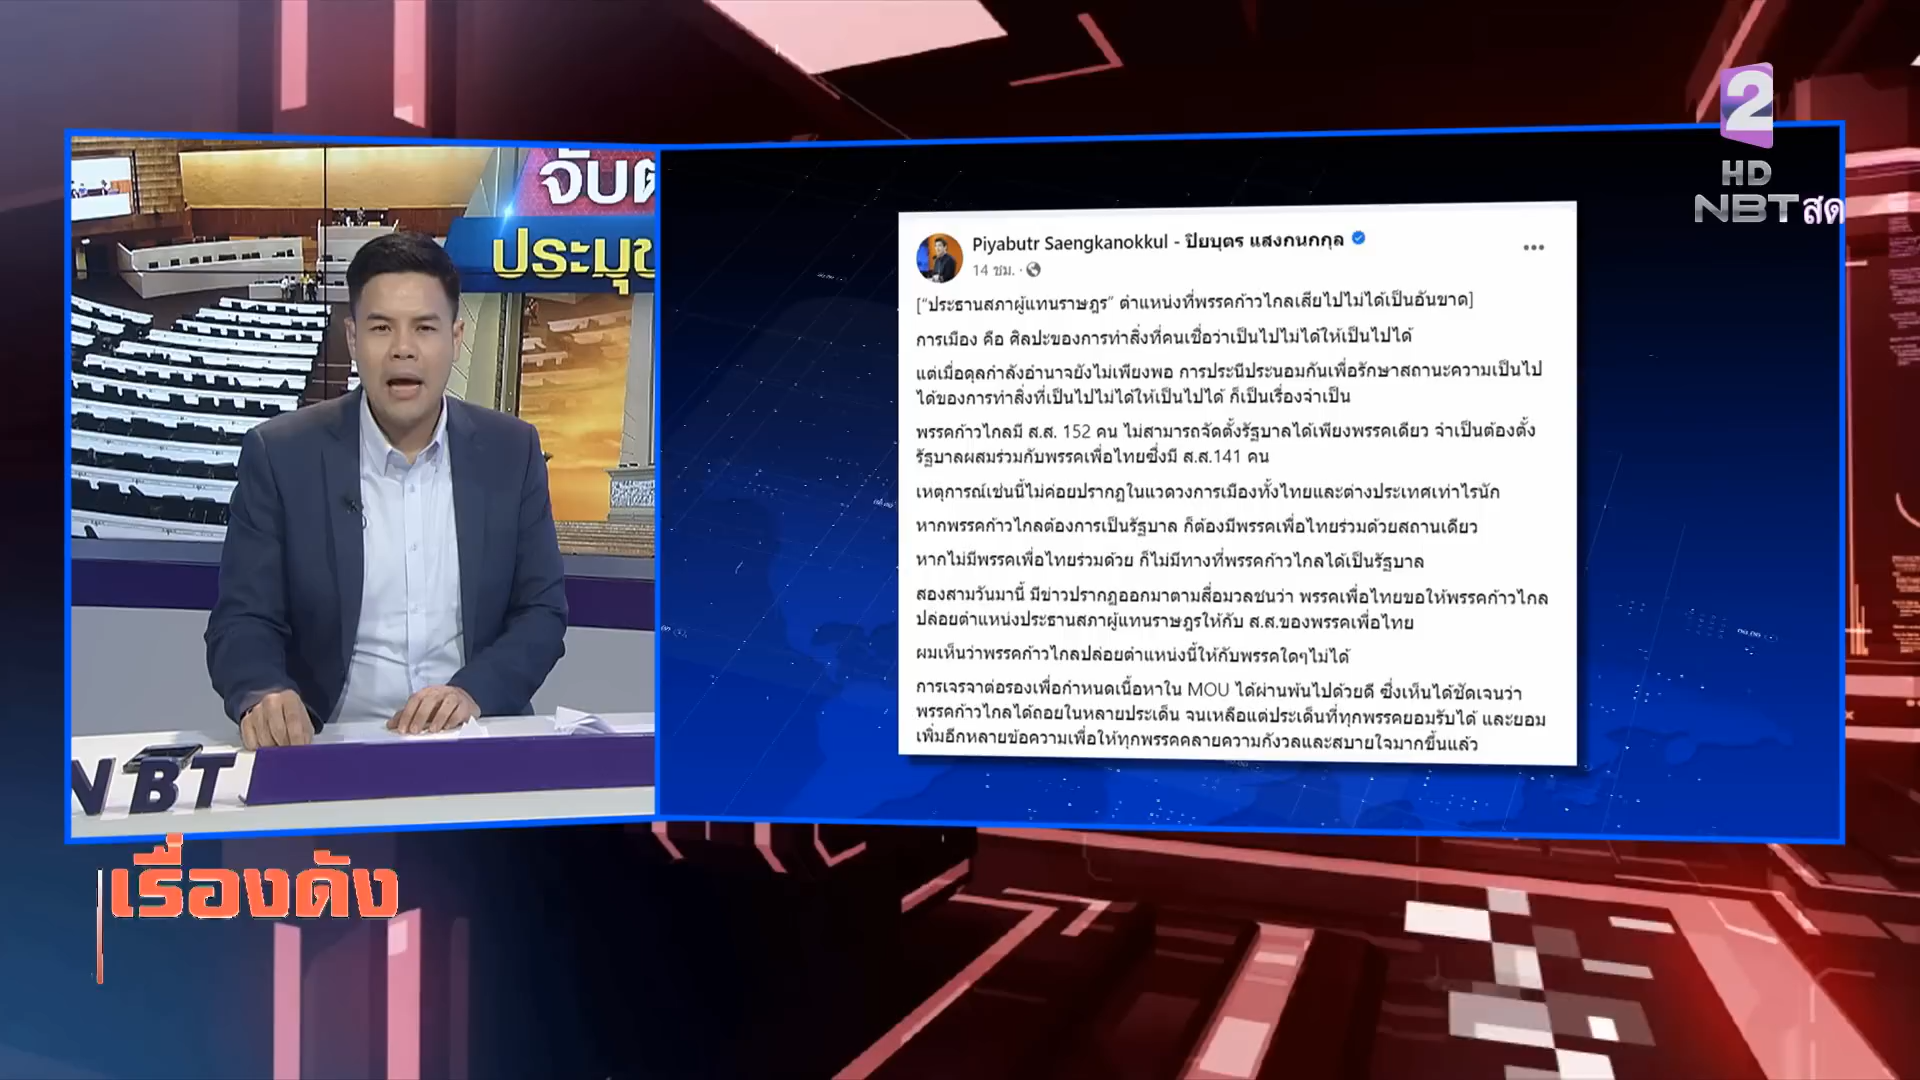 2
HD
NBT สด
จับต
ประมุข
Piyabutr Saengkanokkul - ปิยบุตร แสงกนกกุล
14 ชม.
["ประธานสภาผู้แทนราษฎร" ตำแหน่งที่พรรคก้าวไกลเสียไปไม่ได้เป็นอันขาด]
การเมือง คือ ศิลปะของการทำสิ่งที่คนเชื่อว่าเป็นไปไม่ได้ให้เป็นไปได้
แต่เมื่อดุลกำลังอำนาจยังไม่เพียงพอ การประนีประนอมกันเพื่อรักษาสถานะความเป็นไป
ได้ของการทำสิ่งที่เป็นไปไม่ได้ให้เป็นไปได้ ก็เป็นเรื่องจำเป็น
พรรคก้าวไกลมี ส.ส. 152 คน ไม่สามารถจัดตั้งรัฐบาลได้เพียงพรรคเดียว จำเป็นต้องตั้ง
รัฐบาลผสมร่วมกับพรรคเพื่อไทยซึ่งมี ส.ส.141 คน
เหตุการณ์เช่นนี้ไม่ค่อยปรากฏในแวดวงการเมืองทั้งไทยและต่างประเทศเท่าไรนัก
หากพรรคก้าวไกลต้องการเป็นรัฐบาล ก็ต้องมีพรรคเพื่อไทยร่วมด้วยสถานเดียว
หากไม่มีพรรคเพื่อไทยร่วมด้วย ก็ไม่มีทางที่พรรคก้าวไกลได้เป็นรัฐบาล
สองสามวันมานี้ มีข่าวปรากฏออกมาตามสื่อมวลชนว่า พรรคเพื่อไทยขอให้พรรคก้าวไกล
ปล่อยตำแหน่งประธานสภาผู้แทนราษฎรให้กับ ส.ส.ของพรรคเพื่อไทย
ผมเห็นว่าพรรคก้าวไกลปล่อยตำแหน่งนี้ให้กับพรรคใดๆไม่ได้
การเจรจาต่อรองเพื่อกำหนดเนื้อหาใน MOU ได้ผ่านพ้นไปด้วยดี ซึ่งเห็นได้ชัดเจนว่า
พรรคก้าวไกลได้ถอยในหลายประเด็น จนเหลือแต่ประเด็นที่ทุกพรรคยอมรับได้ และยอม
เพิ่มอีกหลายข้อความเพื่อให้ทุกพรรคคลายความกังวลและสบายใจมากขึ้นแล้ว
NBT
เรื่องดัง